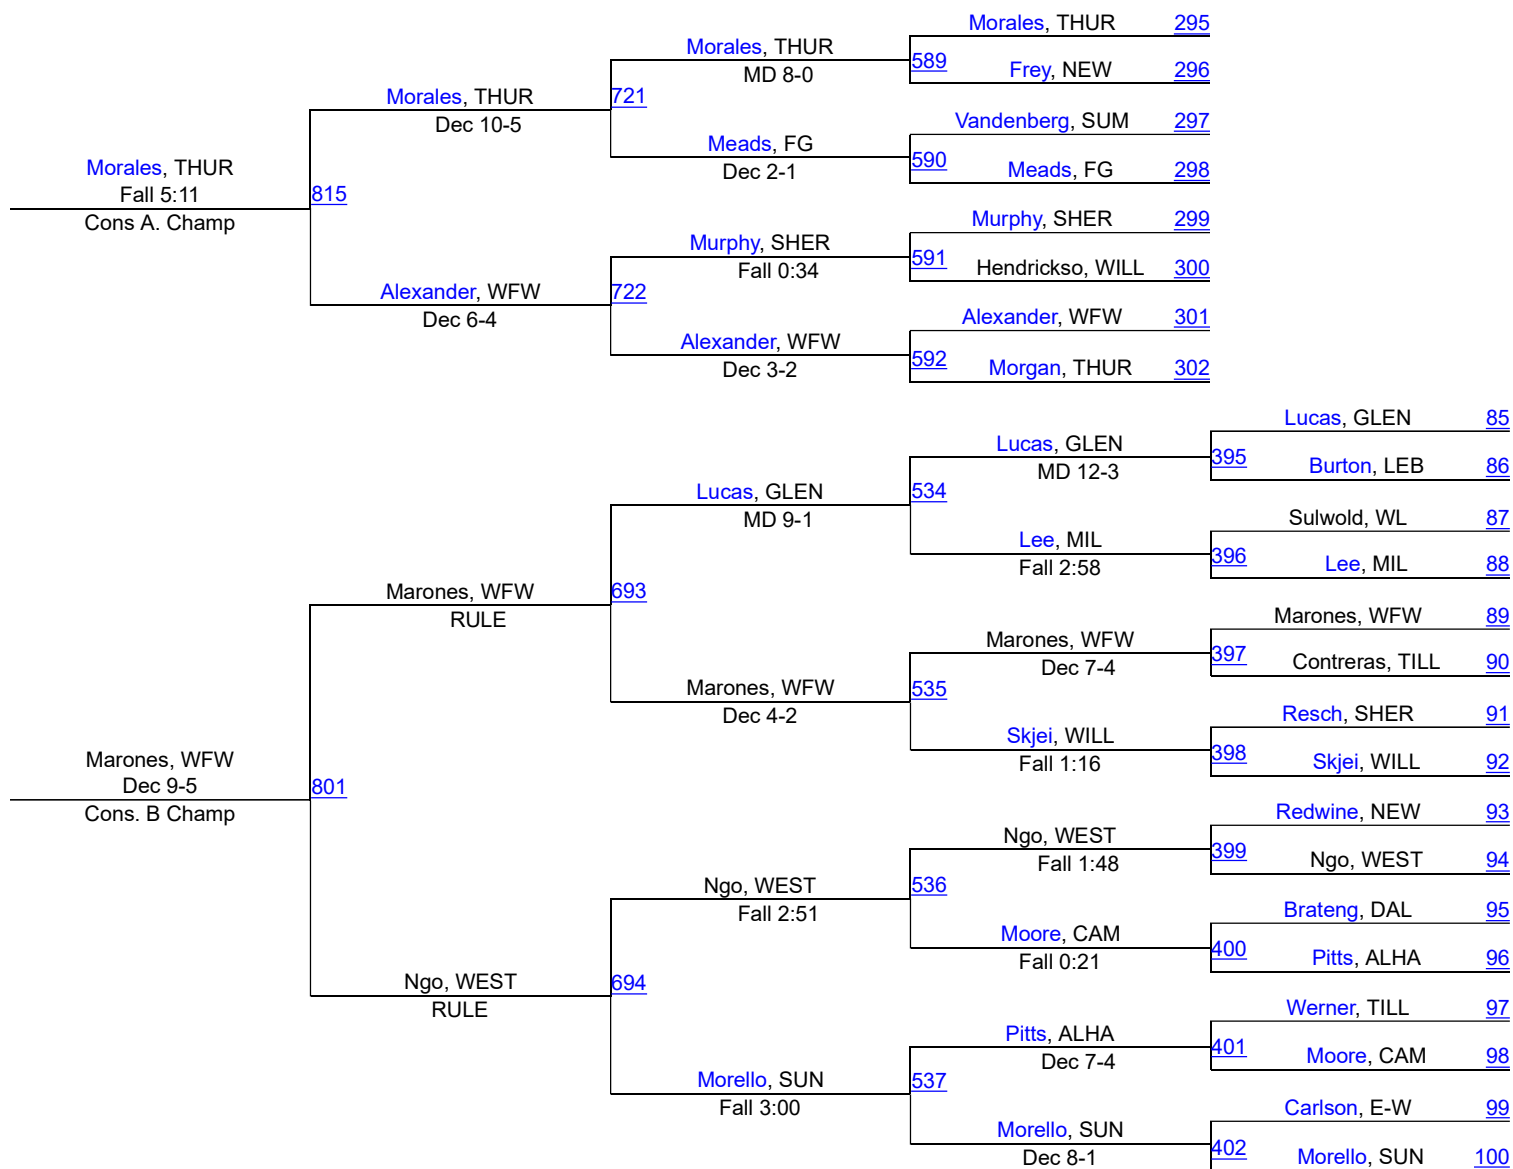 Morales, THUR 295
Morales, THUR
589
Frey, NEW 296
MD 8-0
Morales, THUR
721
Dec 10-5
Vandenberg, SUM 297
Meads, FG
590
Meads, FG 298
Dec 2-1
Morales, THUR
Fall 5:11
815
Cons A. Champ
Murphy, SHER 299
Murphy, SHER
591
Hendrickso, WILL 300
Fall 0:34
Alexander, WFW
722
Dec 6-4
Alexander, WFW 301
Alexander, WFW
592
Morgan, THUR 302
Dec 3-2
Lucas, GLEN 85
Lucas, GLEN
395
Burton, LEB 86
MD 12-3
Lucas, GLEN
534
MD 9-1
Sulwold, WL 87
Lee, MIL
396
Lee, MIL 88
Fall 2:58
Marones, WFW
693
RULE
Marones, WFW 89
Marones, WFW
397
Contreras, TILL 90
Dec 7-4
Marones, WFW
535
Dec 4-2
Resch, SHER 91
Skjei, WILL
398
Skjei, WILL 92
Fall 1:16
Marones, WFW
Dec 9-5
801
Cons. B Champ
Redwine, NEW 93
Ngo, WEST
399
Ngo, WEST 94
Fall 1:48
Ngo, WEST
536
Fall 2:51
Brateng, DAL 95
Moore, CAM
400
Pitts, ALHA 96
Fall 0:21
Ngo, WEST
694
RULE
Werner, TILL 97
Pitts, ALHA
401
Moore, CAM 98
Dec 7-4
Morello, SUN
537
Fall 3:00
Carlson, E-W 99
Morello, SUN
402
Morello, SUN 100
Dec 8-1